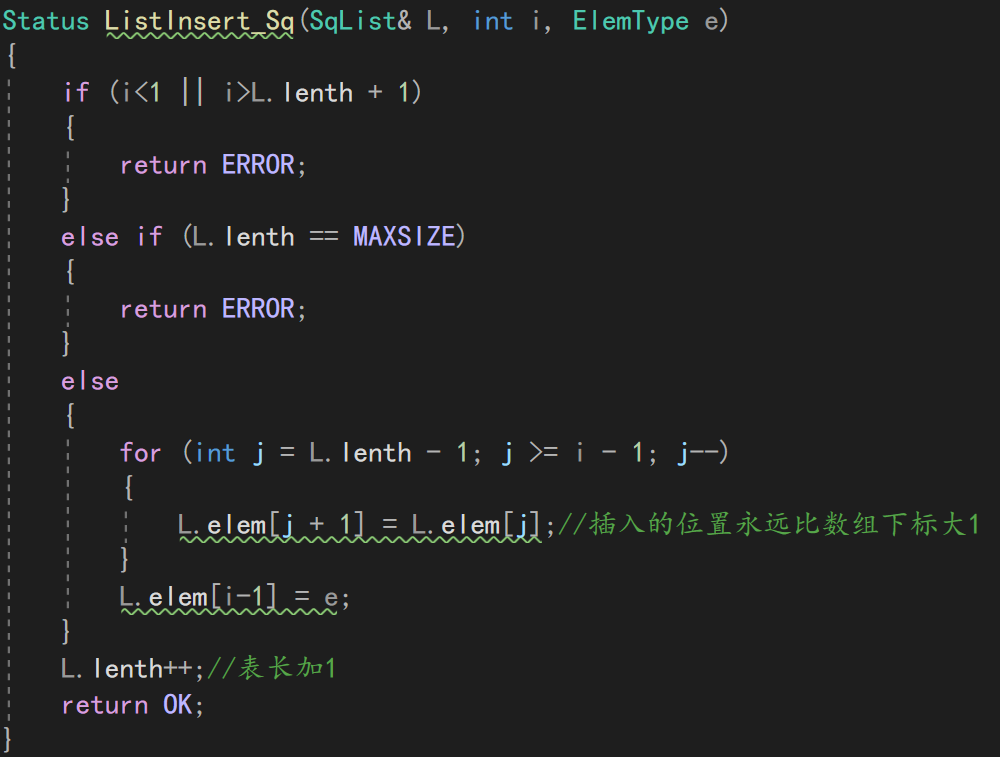 Status ListInsert_Sq(SqList& L, int i, ElemType e)
{
if (i<1 || i>L.lenth + 1)
{
return ERROR;
}
else if (L.lenth == MAXSIZE)
{
return ERROR;
}
else
{
for (int j = L.lenth - 1; j >= i - 1; j--)
{
L.elem[j + 1] = L.elem[j];//插入的位置永远比数组下标大1
}
L.elem[i-1] = e;
}
L.lenth++;//表长加1
return OK;
}